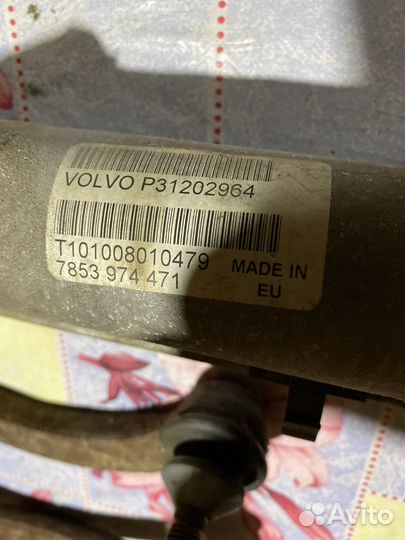 VOLVO P31202964
T101008010479
7853 974 471
MADE IN
EU
Avito